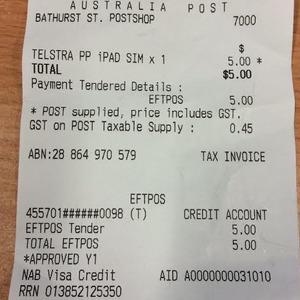 AUSTRALIA POST
BATHURST ST. POSTSHOP 7000
$
TELSTRA PP iPAD SIM x 1 5.00 *
TOTAL $5.00
Payment Tendered Details :
EFTPOS 5.00
* POST supplied, price includes GST.
GST on POST Taxable Supply : 0.45
ABN:28 864 970 579 TAX INVOICE
EFTPOS
455701######0098 (T) CREDIT ACCOUNT
EFTPOS Tender 5.00
TOTAL EFTPOS 5.00
*APPROVED Y1
NAB Visa Credit AID A0000000031010
RRN 013852125350